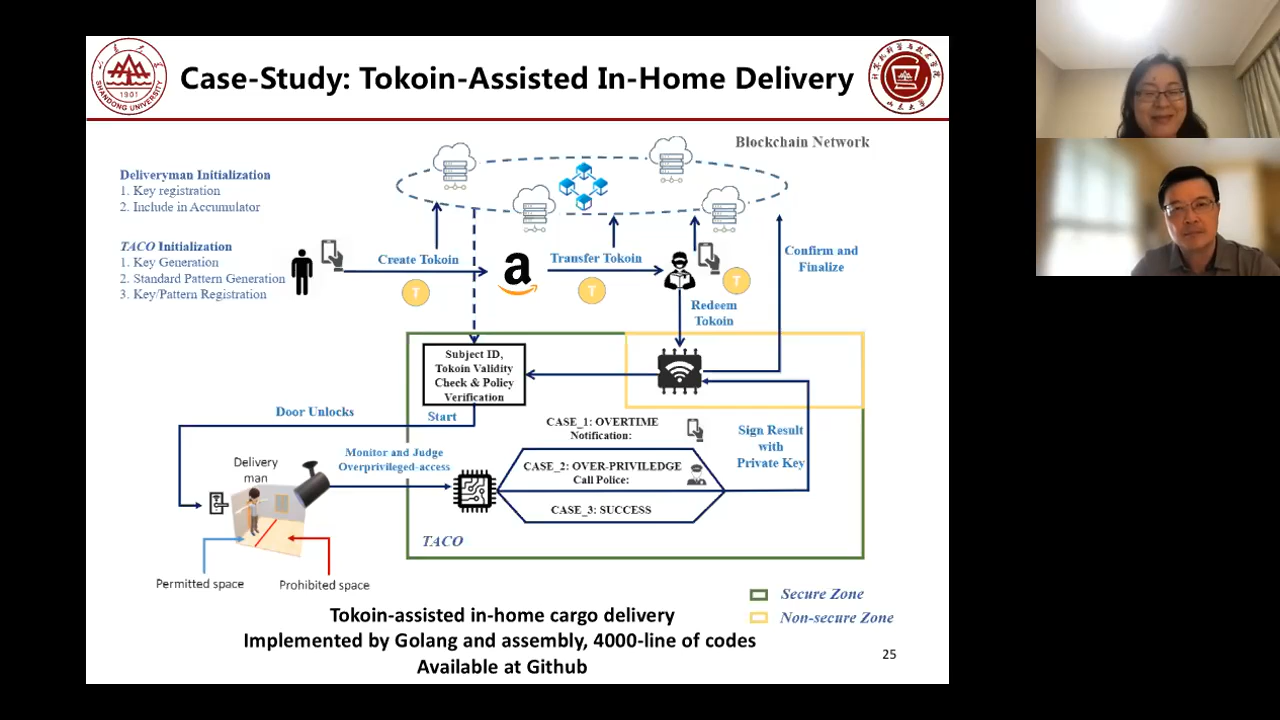 Case-Study: Tokoin-Assisted In-Home Delivery
SHANDONG UNIVERSITY
1901
Blockchain Network
Deliveryman Initialization
1. Key registration
2. Include in Accumulator
TACO Initialization
1. Key Generation
2. Standard Pattern Generation
3. Key/Pattern Registration
Create Tokoin
T
a
Transfer Tokoin
T
T
Confirm and
Finalize
Redeem
Tokoin
Subject ID,
Tokoin Validity
Check & Policy
Verification
Door Unlocks
Start
CASE_1: OVERTIME
Notification:
Sign Result
with
Private Key
Monitor and Judge
Overprivileged-access
Delivery
man
CASE_2: OVER-PRIVILEDGE
Call Police:
CASE_3: SUCCESS
TACO
Permitted space
Prohibited space
Secure Zone
Non-secure Zone
Tokoin-assisted in-home cargo delivery
Implemented by Golang and assembly, 4000-line of codes
Available at Github
25